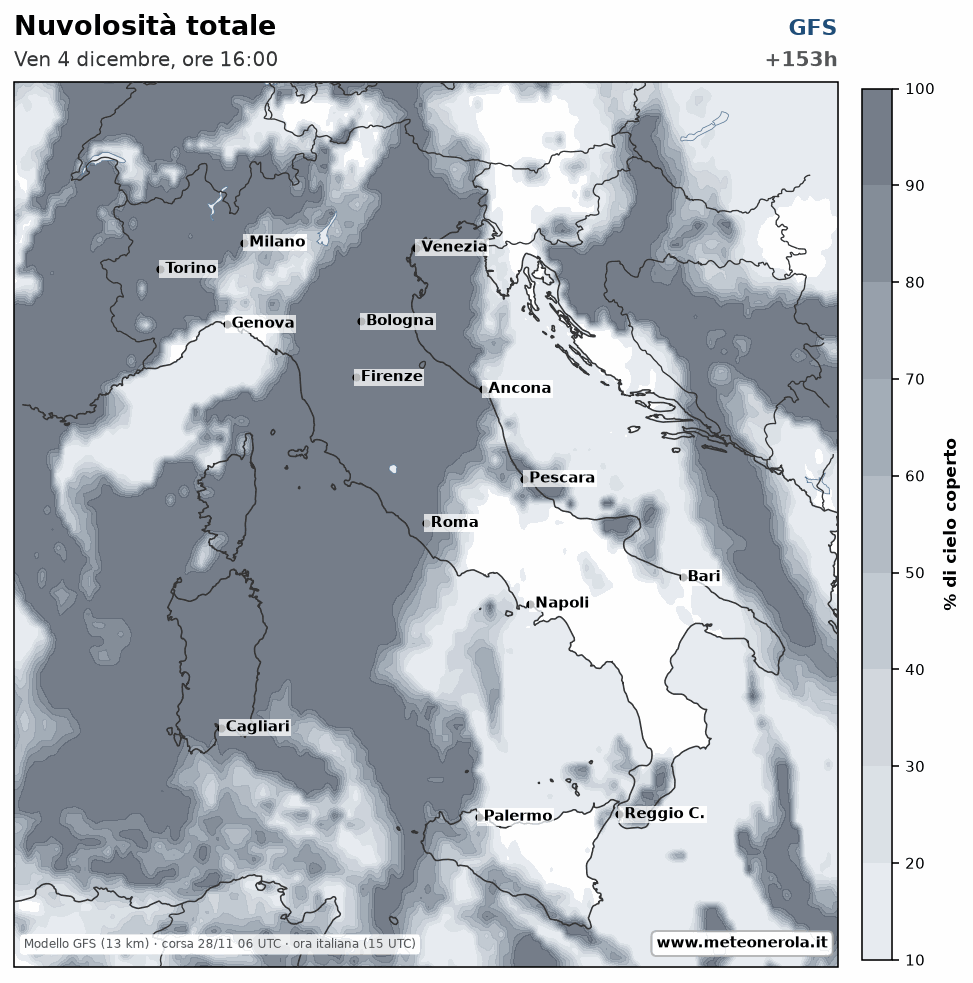 Nuvolosità totale
GFS
Ven 4 dicembre, ore 16:00
+153h
100
90
80
70
60
50
40
30
20
10
% di cielo coperto
Milano
Venezia
Torino
Genova
Bologna
Firenze
Ancona
Pescara
Roma
Bari
Napoli
Cagliari
Palermo
Reggio C.
Modello GFS (13 km) · corsa 28/11 06 UTC · ora italiana (15 UTC)
www.meteonerola.it